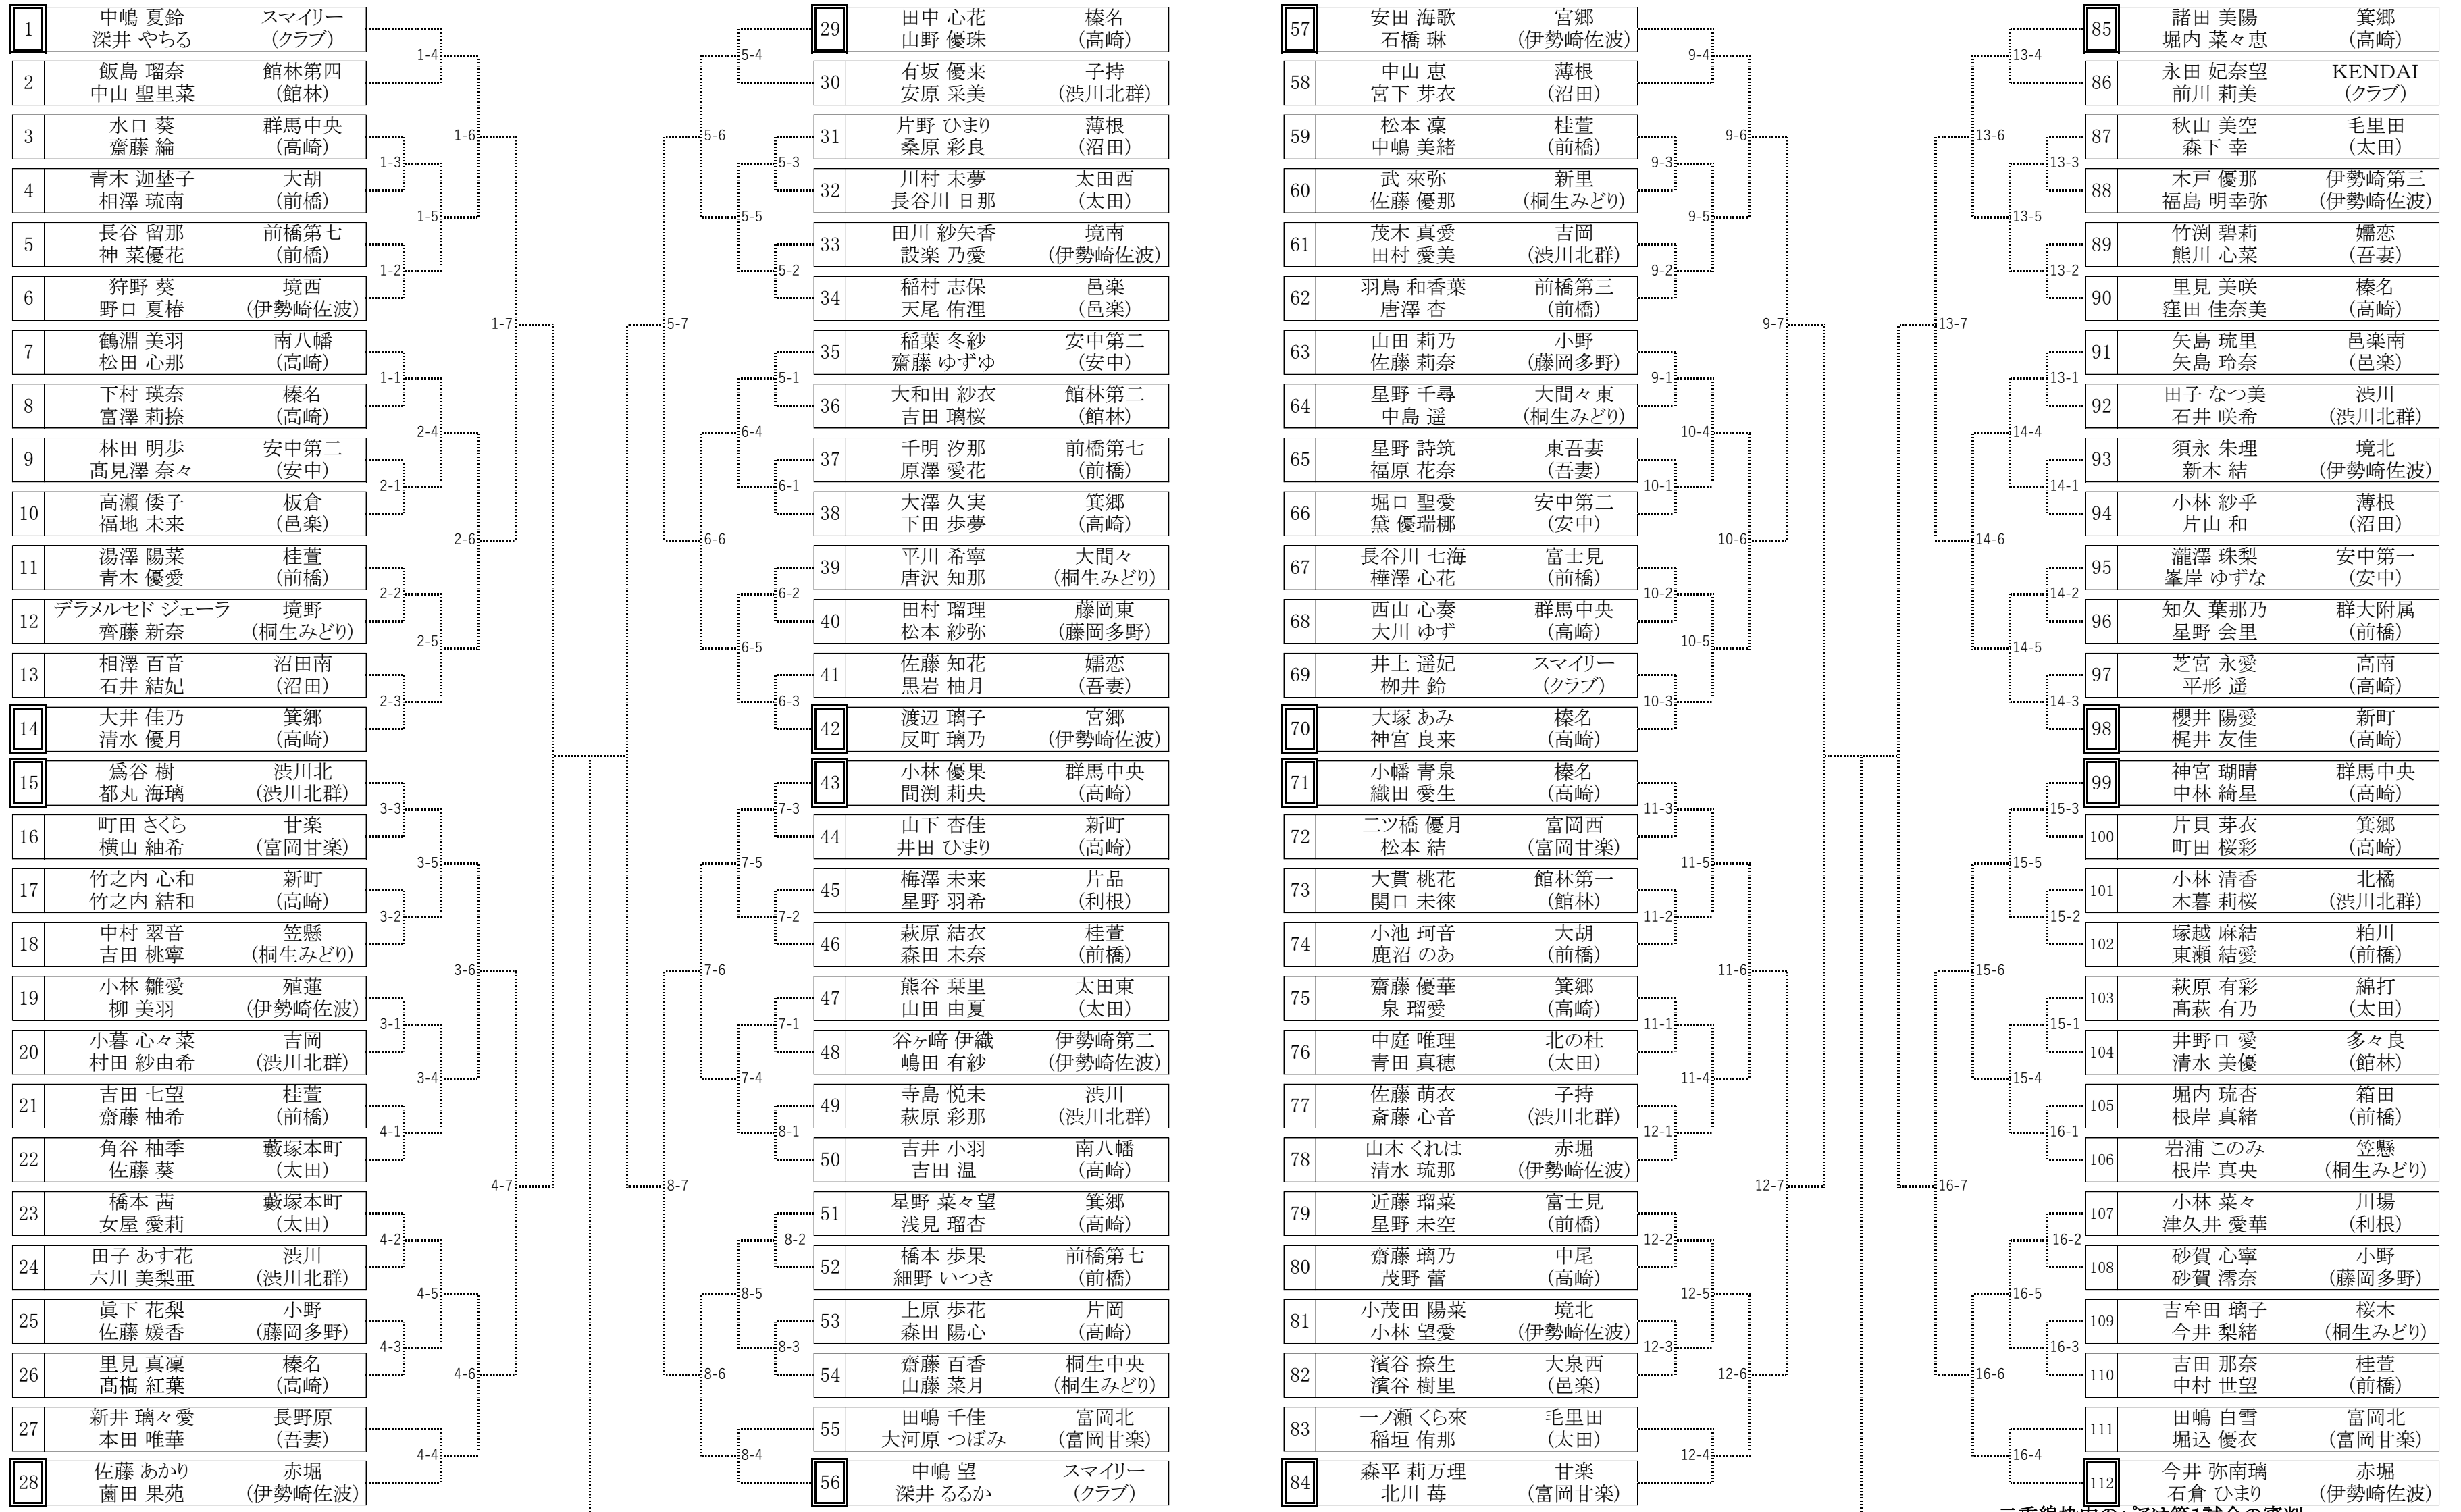 1 中嶋 夏鈴 スマイリー
深井 やちる (クラブ)
2 飯島 瑠奈 館林第四
中山 聖里菜 (館林)
3 水口 葵 群馬中央
齋藤 綸 (高崎)
4 青木 迦埜子 大胡
相澤 琉南 (前橋)
5 長谷 留那 前橋第七
神 菜優花 (前橋)
6 狩野 葵 境西
野口 夏椿 (伊勢崎佐波)
7 鶴淵 美羽 南八幡
松田 心那 (高崎)
8 下村 瑛奈 榛名
富澤 莉捺 (高崎)
9 林田 明歩 安中第二
髙見澤 奈々 (安中)
10 高瀬 倭子 板倉
福地 未来 (邑楽)
11 湯澤 陽菜 桂萱
青木 優愛 (前橋)
12 デラメルセド ジェーラ 境野
齊藤 新奈 (桐生みどり)
13 相澤 百音 沼田南
石井 結妃 (沼田)
14 大井 佳乃 箕郷
清水 優月 (高崎)
15 爲谷 樹 渋川北
都丸 海璃 (渋川北群)
16 町田 さくら 甘楽
横山 紬希 (富岡甘楽)
17 竹之内 心和 新町
竹之内 結和 (高崎)
18 中村 翠音 笠懸
吉田 桃寧 (桐生みどり)
19 小林 雛愛 殖蓮
柳 美羽 (伊勢崎佐波)
20 小暮 心々菜 吉岡
村田 紗由希 (渋川北群)
21 吉田 七望 桂萱
齋藤 柚希 (前橋)
22 角谷 柚季 藪塚本町
佐藤 葵 (太田)
23 橋本 茜 藪塚本町
女屋 愛莉 (太田)
24 田子 あす花 渋川
六川 美梨亜 (渋川北群)
25 眞下 花梨 小野
佐藤 媛香 (藤岡多野)
26 里見 真凜 榛名
髙橋 紅葉 (高崎)
27 新井 璃々愛 長野原
本田 唯華 (吾妻)
28 佐藤 あかり 赤堀
薗田 果苑 (伊勢崎佐波)
1-4
1-3
1-6
1-5
1-2
1-7
1-1
2-4
2-1
2-6
2-2
2-5
2-3
3-3
3-5
3-2
3-6
3-1
3-4
4-1
4-7
4-2
4-5
4-3
4-6
4-4
5-4
5-6
5-3
5-5
5-2
5-7
5-1
6-4
6-1
6-6
6-2
6-5
6-3
7-3
7-5
7-2
7-6
7-1
7-4
8-1
8-7
8-2
8-5
8-3
8-6
8-4
29 田中 心花 榛名
山野 優珠 (高崎)
30 有坂 優来 子持
安原 采美 (渋川北群)
31 片野 ひまり 薄根
桑原 彩良 (沼田)
32 川村 未夢 太田西
長谷川 日那 (太田)
33 田川 紗矢香 境南
設楽 乃愛 (伊勢崎佐波)
34 稲村 志保 邑楽
天尾 侑浬 (邑楽)
35 稲葉 冬紗 安中第二
齋藤 ゆずゆ (安中)
36 大和田 紗衣 館林第二
吉田 璃桜 (館林)
37 千明 汐那 前橋第七
原澤 愛花 (前橋)
38 大澤 久実 箕郷
下田 歩夢 (高崎)
39 平川 希寧 大間々
唐沢 知那 (桐生みどり)
40 田村 瑠理 藤岡東
松本 紗弥 (藤岡多野)
41 佐藤 知花 嬬恋
黒岩 柚月 (吾妻)
42 渡辺 璃子 宮郷
反町 璃乃 (伊勢崎佐波)
43 小林 優果 群馬中央
間渕 莉央 (高崎)
44 山下 杏佳 新町
井田 ひまり (高崎)
45 梅澤 未来 片品
星野 羽希 (利根)
46 萩原 結衣 桂萱
森田 未奈 (前橋)
47 熊谷 栞里 太田東
山田 由夏 (太田)
48 谷ヶ﨑 伊織 伊勢崎第二
嶋田 有紗 (伊勢崎佐波)
49 寺島 悦未 渋川
萩原 彩那 (渋川北群)
50 吉井 小羽 南八幡
吉田 温 (高崎)
51 星野 菜々望 箕郷
浅見 瑠杏 (高崎)
52 橋本 歩果 前橋第七
細野 いつき (前橋)
53 上原 歩花 片岡
森田 陽心 (高崎)
54 齋藤 百香 桐生中央
山藤 菜月 (桐生みどり)
55 田嶋 千佳 富岡北
大河原 つぼみ (富岡甘楽)
56 中嶋 望 スマイリー
深井 るるか (クラブ)
57 安田 海歌 宮郷
石橋 琳 (伊勢崎佐波)
58 中山 恵 薄根
宮下 芽衣 (沼田)
59 松本 凜 桂萱
中嶋 美緒 (前橋)
60 武 來弥 新里
佐藤 優那 (桐生みどり)
61 茂木 真愛 吉岡
田村 愛美 (渋川北群)
62 羽鳥 和香葉 前橋第三
唐澤 杏 (前橋)
63 山田 莉乃 小野
佐藤 莉奈 (藤岡多野)
64 星野 千尋 大間々東
中島 遥 (桐生みどり)
65 星野 詩筑 東吾妻
福原 花奈 (吾妻)
66 堀口 聖愛 安中第二
黛 優瑞梛 (安中)
67 長谷川 七海 富士見
樺澤 心花 (前橋)
68 西山 心奏 群馬中央
大川 ゆず (高崎)
69 井上 遥妃 スマイリー
栁井 鈴 (クラブ)
70 大塚 あみ 榛名
神宮 良来 (高崎)
71 小幡 青泉 榛名
織田 愛生 (高崎)
72 二ツ橋 優月 富岡西
松本 結 (富岡甘楽)
73 大貫 桃花 館林第一
関口 未徠 (館林)
74 小池 珂音 大胡
鹿沼 のあ (前橋)
75 齋藤 優華 箕郷
泉 瑠愛 (高崎)
76 中庭 唯理 北の杜
青田 真穂 (太田)
77 佐藤 萌衣 子持
斎藤 心音 (渋川北群)
78 山木 くれは 赤堀
清水 琉那 (伊勢崎佐波)
79 近藤 瑠菜 富士見
星野 未空 (前橋)
80 齋藤 璃乃 中尾
茂野 蕾 (高崎)
81 小茂田 陽菜 境北
小林 望愛 (伊勢崎佐波)
82 濱谷 捺生 大泉西
濱谷 樹里 (邑楽)
83 一ノ瀬 くら來 毛里田
稲垣 侑那 (太田)
84 森平 莉万理 甘楽
北川 苺 (富岡甘楽)
9-4
9-6
9-3
9-5
9-2
9-7
9-1
10-4
10-1
10-6
10-2
10-5
10-3
11-3
11-5
11-2
11-6
11-1
11-4
12-1
12-7
12-2
12-5
12-3
12-6
12-4
13-4
13-6
13-3
13-5
13-2
13-7
13-1
14-4
14-1
14-6
14-2
14-5
14-3
15-3
15-5
15-2
15-6
15-1
15-4
16-1
16-7
16-2
16-5
16-3
16-6
16-4
85 諸田 美陽 箕郷
堀内 菜々恵 (高崎)
86 永田 妃奈望 KENDAI
前川 莉美 (クラブ)
87 秋山 美空 毛里田
森下 幸 (太田)
88 木戸 優那 伊勢崎第三
福島 明幸弥 (伊勢崎佐波)
89 竹渕 碧莉 嬬恋
熊川 心菜 (吾妻)
90 里見 美咲 榛名
窪田 佳奈美 (高崎)
91 矢島 琉里 邑楽南
矢島 玲奈 (邑楽)
92 田子 なつ美 渋川
石井 咲希 (渋川北群)
93 須永 朱理 境北
新木 結 (伊勢崎佐波)
94 小林 紗乎 薄根
片山 和 (沼田)
95 瀧澤 珠梨 安中第一
峯岸 ゆずな (安中)
96 知久 葉那乃 群大附属
星野 会里 (前橋)
97 芝宮 永愛 高南
平形 遥 (高崎)
98 櫻井 陽愛 新町
梶井 友佳 (高崎)
99 神宮 瑚晴 群馬中央
中林 綺星 (高崎)
100 片貝 芽衣 箕郷
町田 桜彩 (高崎)
101 小林 清香 北橘
木暮 莉桜 (渋川北群)
102 塚越 麻結 粕川
東瀬 結愛 (前橋)
103 萩原 有彩 綿打
髙萩 有乃 (太田)
104 井野口 愛 多々良
清水 美優 (館林)
105 堀内 琉杏 箱田
根岸 真緒 (前橋)
106 岩浦 このみ 笠懸
根岸 真央 (桐生みどり)
107 小林 菜々 川場
津久井 愛華 (利根)
108 砂賀 心寧 小野
砂賀 澪奈 (藤岡多野)
109 吉牟田 璃子 桜木
今井 梨緒 (桐生みどり)
110 吉田 那奈 桂萱
中村 世望 (前橋)
111 田嶋 白雪 富岡北
堀込 優衣 (富岡甘楽)
112 今井 弥南璃 赤堀
石倉 ひまり (伊勢崎佐波)